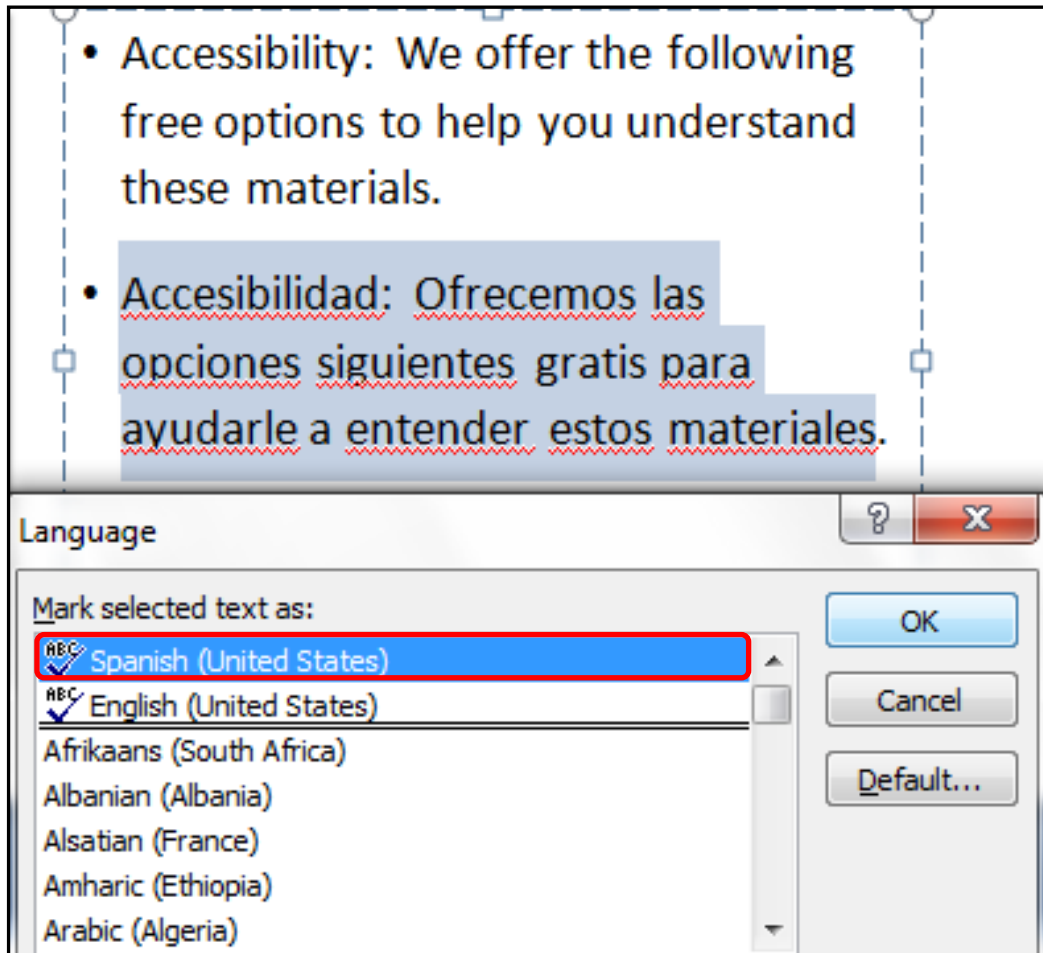 • Accessibility: We offer the following
free options to help you understand
these materials.
• Accesibilidad: Ofrecemos las
opciones siguientes gratis para
ayudarle a entender estos materiales.
Language
?
X
Mark selected text as:
OK
ABC Spanish (United States)
ABC English (United States)
Cancel
Afrikaans (South Africa)
Default...
Albanian (Albania)
Alsatian (France)
Amharic (Ethiopia)
Arabic (Algeria)